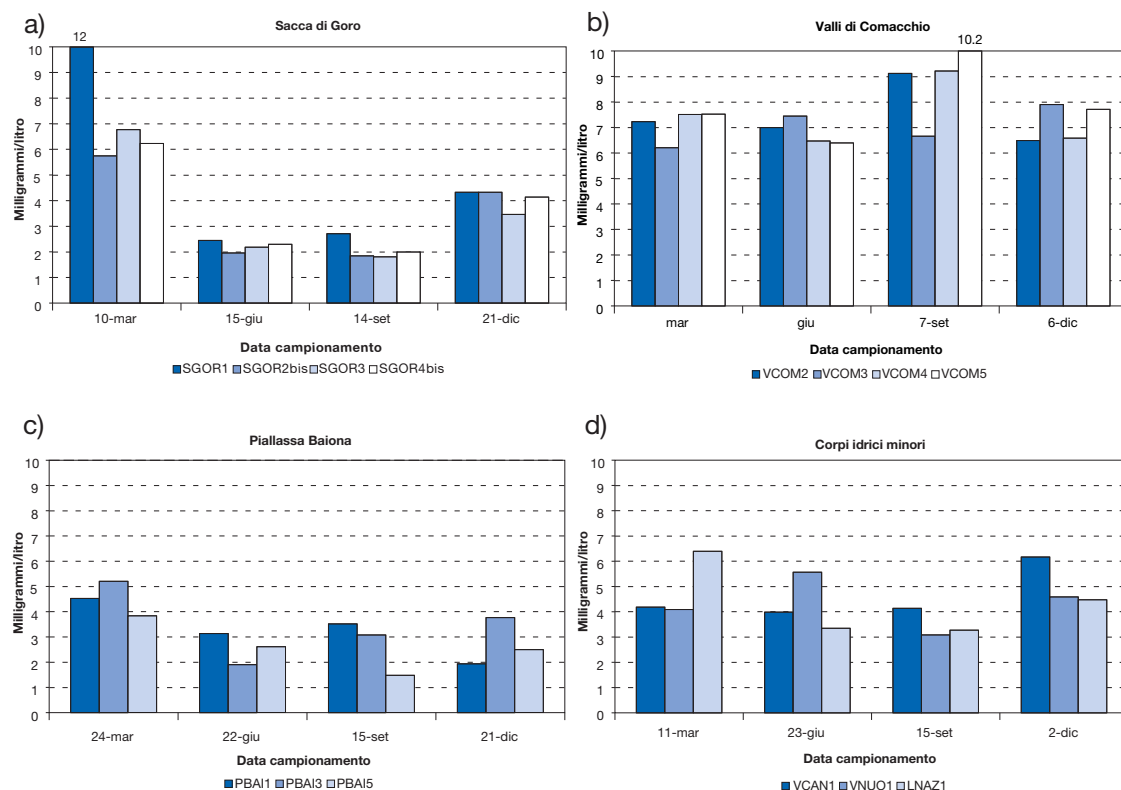 a)
Sacca di Goro
12
10
9
8
7
6
5
4
3
2
1
0
Milligrammi/litro
10-mar 15-giu 14-set 21-dic
Data campionamento
SGOR1 SGOR2bis SGOR3 SGOR4bis
b)
Valli di Comacchio
10.2
10
9
8
7
6
5
4
3
2
1
0
Milligrammi/litro
mar giu 7-set 6-dic
Data campionamento
VCOM2 VCOM3 VCOM4 VCOM5
c)
Piallassa Baiona
10
9
8
7
6
5
4
3
2
1
0
Milligrammi/litro
24-mar 22-giu 15-set 21-dic
Data campionamento
PBAI1 PBAI3 PBAI5
d)
Corpi idrici minori
10
9
8
7
6
5
4
3
2
1
0
Milligrammi/litro
11-mar 23-giu 15-set 2-dic
Data campionamento
VCAN1 VNUO1 LNAZ1